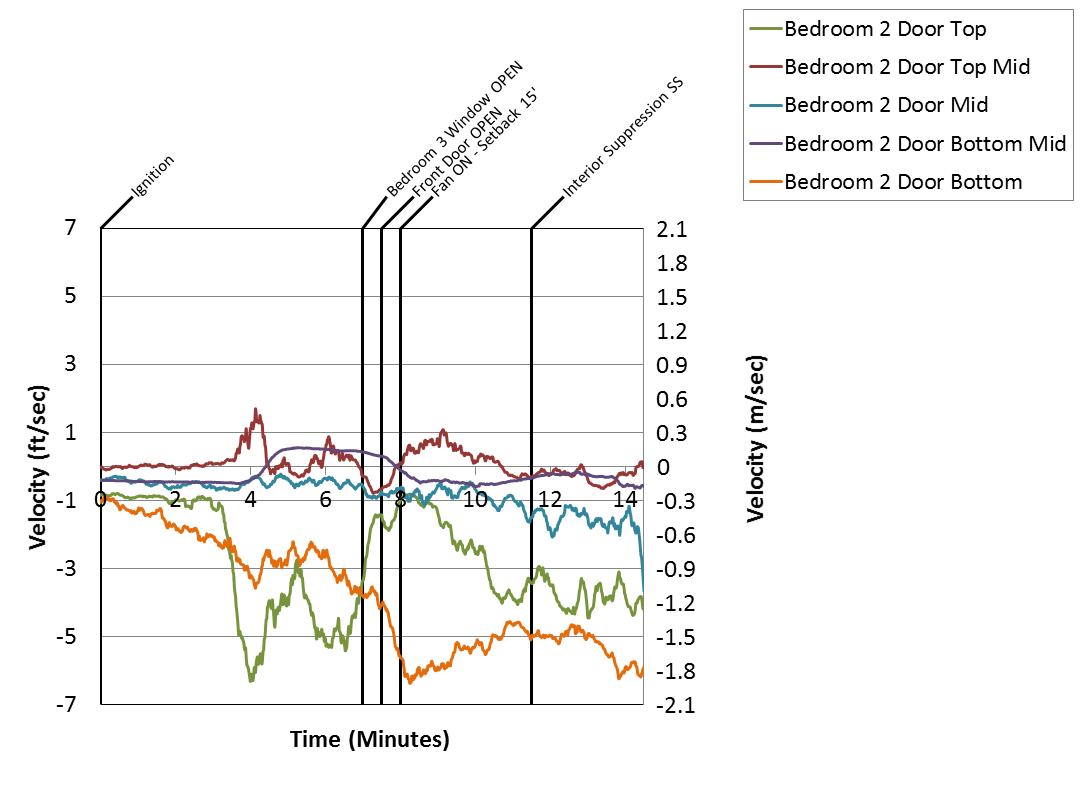 Bedroom 2 Door Top
Bedroom 2 Door Top Mid
Bedroom 2 Door Mid
Bedroom 2 Door Bottom Mid
Bedroom 2 Door Bottom
Ignition
Bedroom 3 Window OPEN
Front Door OPEN
Fan ON - Setback 15'
Interior Suppression SS
7
5
3
1
-1
-3
-5
-7
Velocity (ft/sec)
0
2
4
6
8
10
12
14
Time (Minutes)
2.1
1.8
1.5
1.2
0.9
0.6
0.3
0
-0.3
-0.6
-0.9
-1.2
-1.5
-1.8
-2.1
Velocity (m/sec)